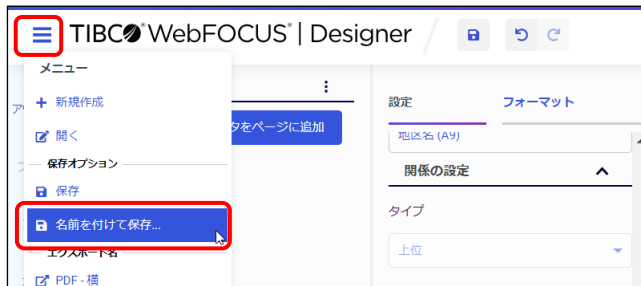 TIBCO® WebFOCUS® | Designer
メニュー
新規作成
開く
保存オプション
保存
名前を付けて保存...
エクスポート名
PDF - 横
タをページに追加
設定
フォーマット
地区名 (A9)
関係の設定
タイプ
上位